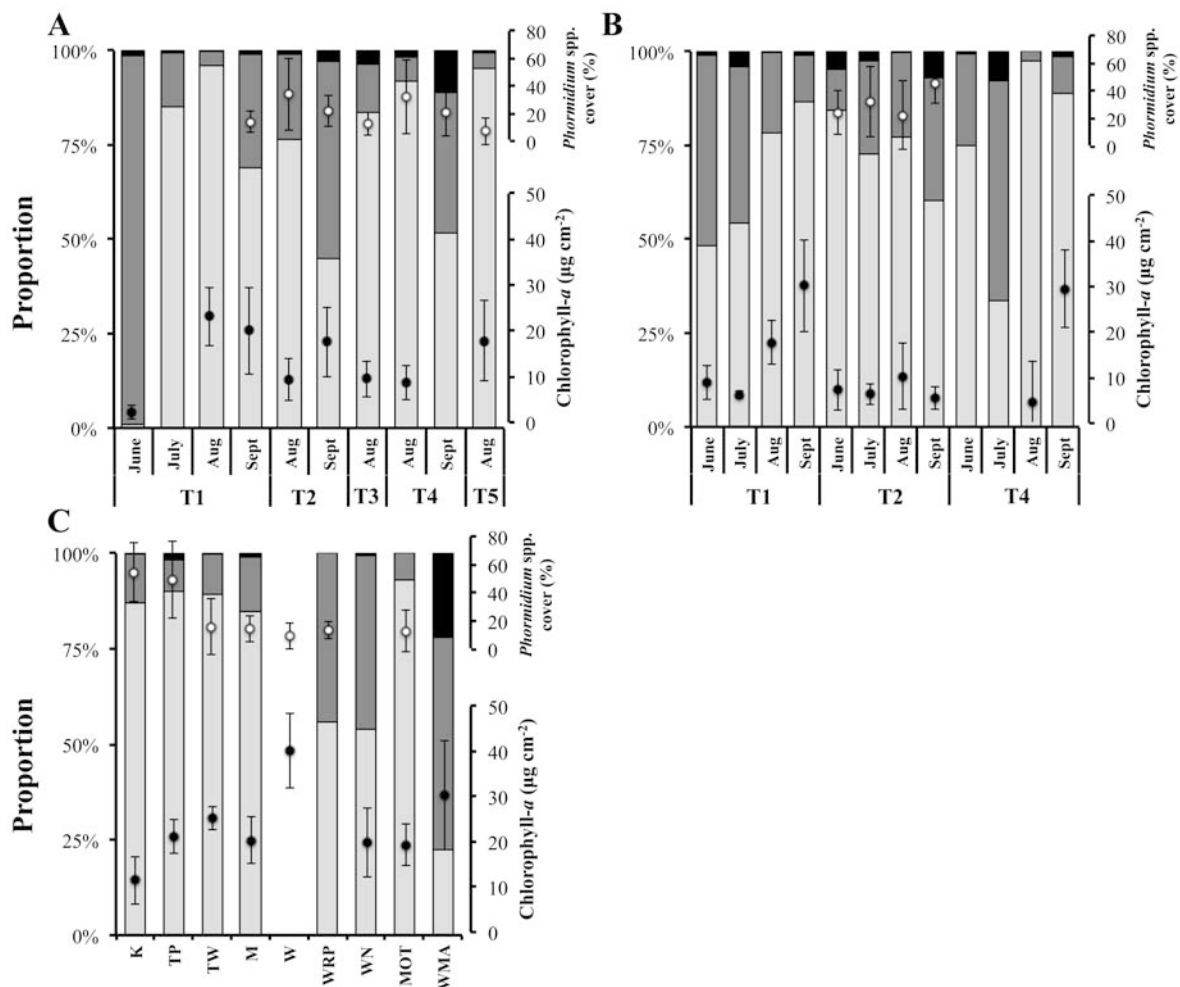 A
B
100%
75%
50%
25%
0%
Proportion
80
60
40
20
0
Phormidium spp.
cover (%)
50
40
30
20
10
0
Chlorophyll-a (µg cm-2)
June
July
Aug
Sept
Aug
Sept
Aug
Aug
Sept
Aug
T1
T2
T3
T4
T5
100%
75%
50%
25%
0%
80
60
40
20
0
Phormidium spp.
cover (%)
50
40
30
20
10
0
Chlorophyll-a (µg cm-2)
June
July
Aug
Sept
June
July
Aug
Sept
June
July
Aug
Sept
T1
T2
T4
C
100%
75%
50%
25%
0%
Proportion
80
60
40
20
0
Phormidium spp.
cover (%)
50
40
30
20
10
0
Chlorophyll-a (µg cm-2)
K
TP
TW
M
W
WRP
WN
MOT
WMA